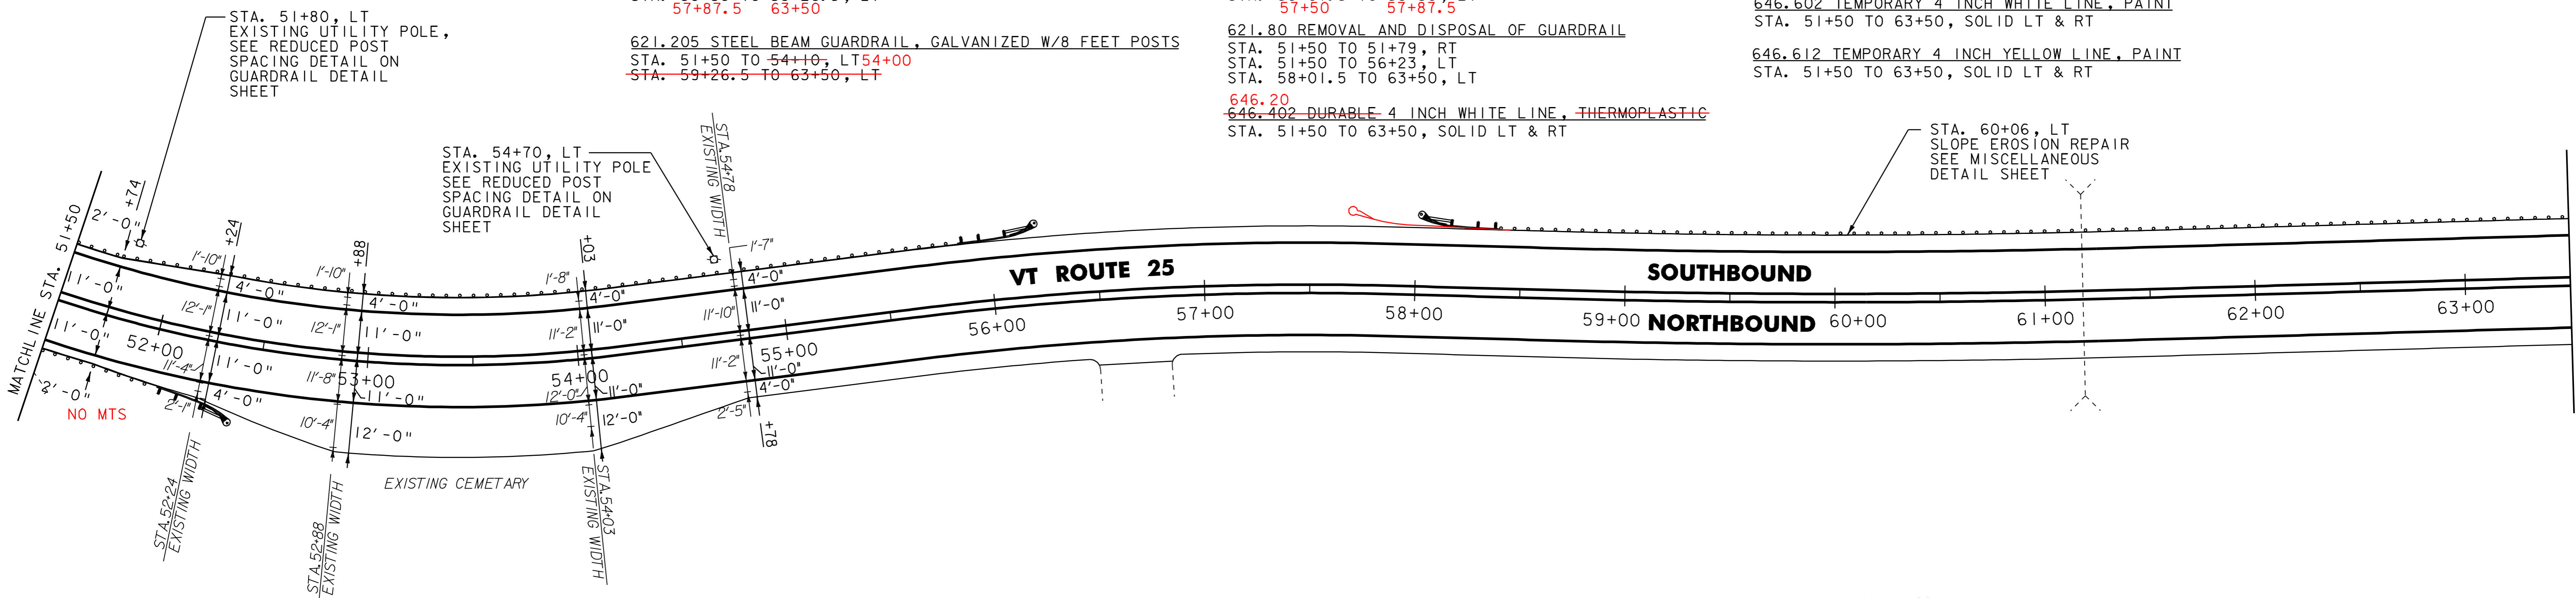 STA. 51+80, LT
EXISTING UTILITY POLE,
SEE REDUCED POST
SPACING DETAIL ON
GUARDRAIL DETAIL
SHEET
57+87.5 63+50
621.205 STEEL BEAM GUARDRAIL, GALVANIZED W/8 FEET POSTS
STA. 51+50 TO 54+10, LT 54+00
STA. 59+26.5 TO 63+50, LT
57+50 57+87.5
621.80 REMOVAL AND DISPOSAL OF GUARDRAIL
STA. 51+50 TO 51+79, RT
STA. 51+50 TO 56+23, LT
STA. 58+01.5 TO 63+50, LT
646.20
646.402 DURABLE 4 INCH WHITE LINE, THERMOPLASTIC
STA. 51+50 TO 63+50, SOLID LT & RT
646.602 TEMPORARY 4 INCH WHITE LINE, PAINT
STA. 51+50 TO 63+50, SOLID LT & RT
646.612 TEMPORARY 4 INCH YELLOW LINE, PAINT
STA. 51+50 TO 63+50, SOLID LT & RT
STA. 54+70, LT
EXISTING UTILITY POLE
SEE REDUCED POST
SPACING DETAIL ON
GUARDRAIL DETAIL
SHEET
STA. 60+06, LT
SLOPE EROSION REPAIR
SEE MISCELLANEOUS
DETAIL SHEET
MATCHLINE STA. 51+50
2'-0"
+74
11'-0"
11'-0"
2'-0"
NO MTS
52+00
+24
1'-10"
4'-0"
12'-1"
11'-0"
11'-4"
11'-0"
2'-1"
4'-0"
STA.52+24
EXISTING WIDTH
+88
1'-10"
4'-0"
12'-1"
11'-0"
11'-8"
53+00
11'-0"
10'-4"
12'-0"
STA.52+88
EXISTING WIDTH
EXISTING CEMETARY
+03
1'-8"
4'-0"
11'-2"
11'-0"
54+00
12'-0"
11'-0"
10'-4"
12'-0"
STA.54+03
EXISTING WIDTH
STA.54+78
EXISTING WIDTH
1'-7"
4'-0"
11'-10"
11'-0"
11'-2"
55+00
11'-0"
4'-0"
2'-5"
+78
VT ROUTE 25
SOUTHBOUND
NORTHBOUND
56+00
57+00
58+00
59+00
60+00
61+00
62+00
63+00